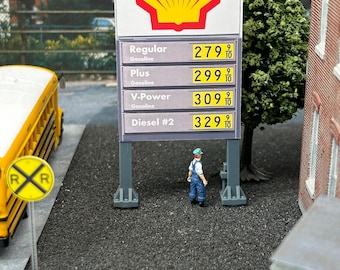 Regular 279 9/10
Gasoline
Plus 299 9/10
Gasoline
V-Power 309 9/10
Gasoline
Diesel #2 329 9/10
R R